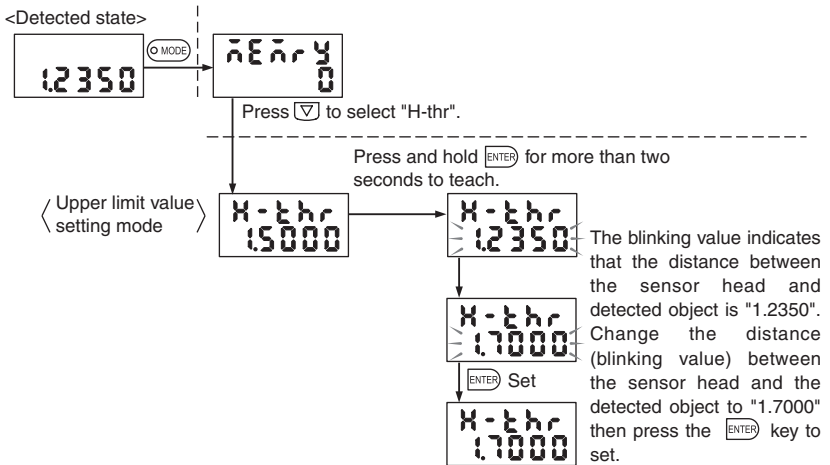 <Detected state>
1.2350
MODE
mEmry
0
Press to select "H-thr".
Press and hold ENTER for more than two
seconds to teach.
Upper limit value
setting mode
H-thr
1.5000
H-thr
1.2350
The blinking value indicates
that the distance between
the sensor head and
detected object is "1.2350".
Change the distance
(blinking value) between
the sensor head and the
detected object to "1.7000"
then press the ENTER key to
set.
H-thr
1.7000
ENTER Set
H-thr
1.7000